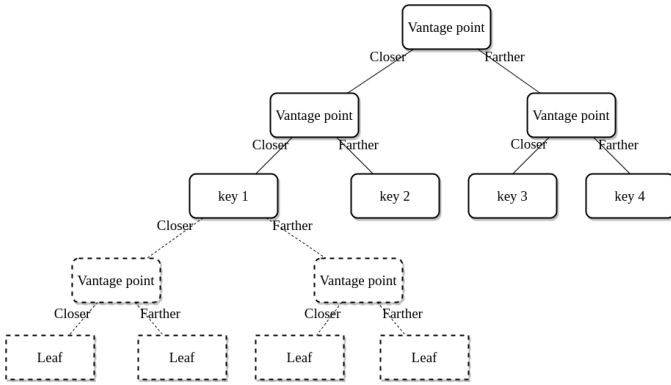 Vantage point
Closer
Farther
Vantage point
Vantage point
Closer
Farther
Closer
Farther
key 1
key 2
key 3
key 4
Closer
Farther
Vantage point
Vantage point
Closer
Farther
Closer
Farther
Leaf
Leaf
Leaf
Leaf